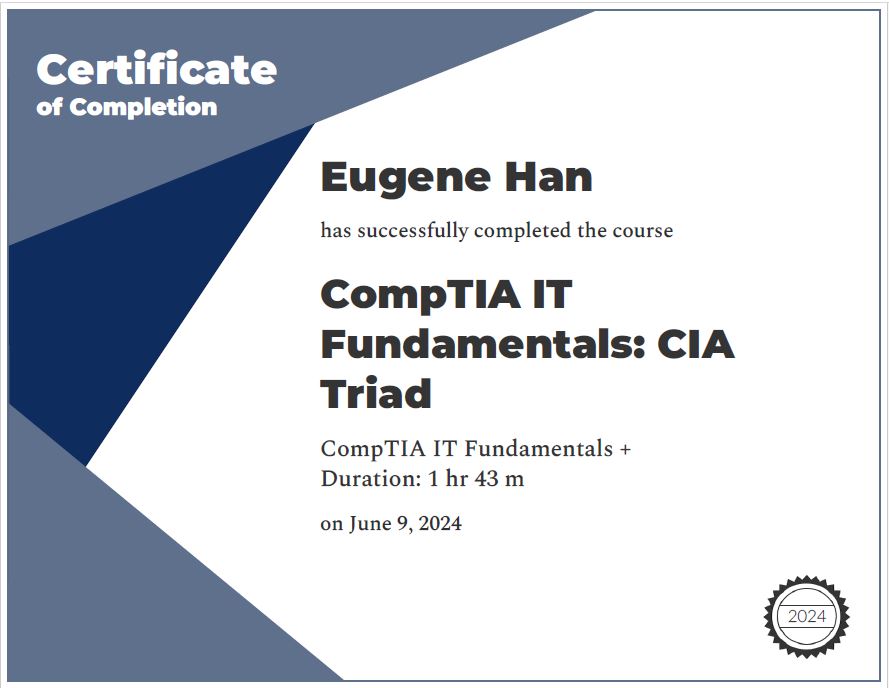 Certificate
of Completion
Eugene Han
has successfully completed the course
CompTIA IT
Fundamentals: CIA
Triad
CompTIA IT Fundamentals +
Duration: 1 hr 43 m
on June 9, 2024
2024